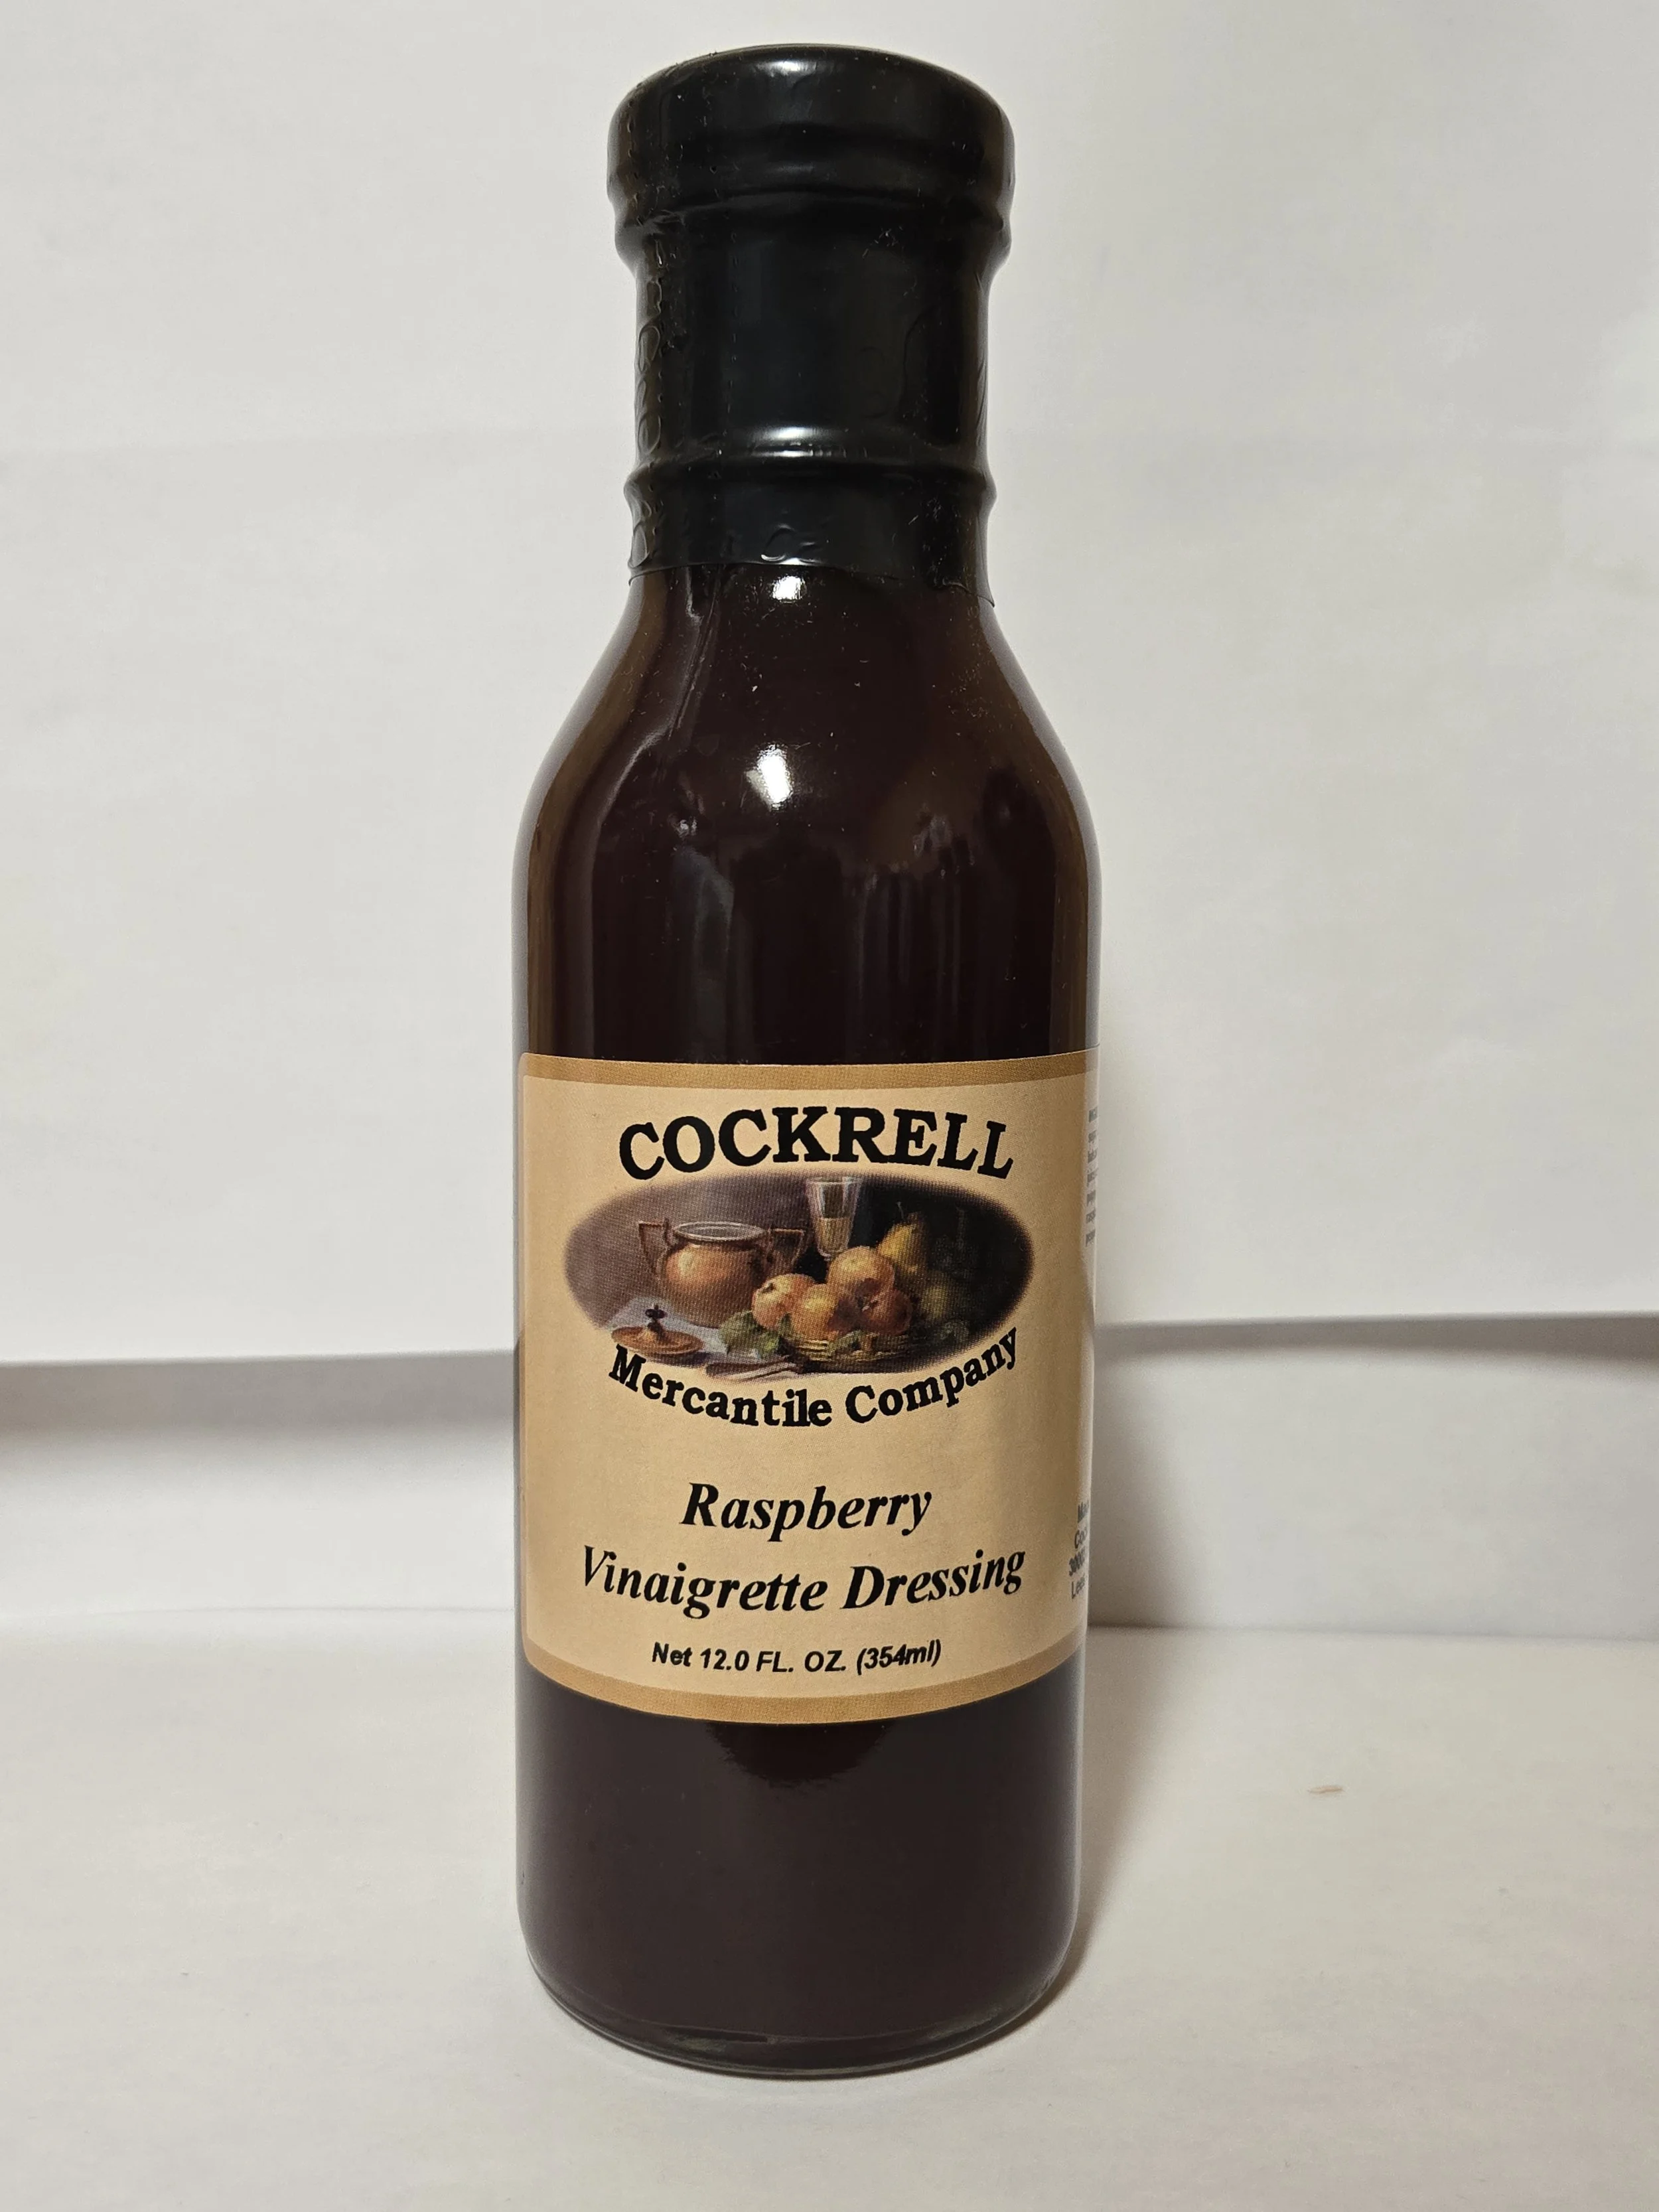 COCKRELL
Mercantile Company
Raspberry
Vinaigrette Dressing
Net 12.0 FL. OZ. (354ml)